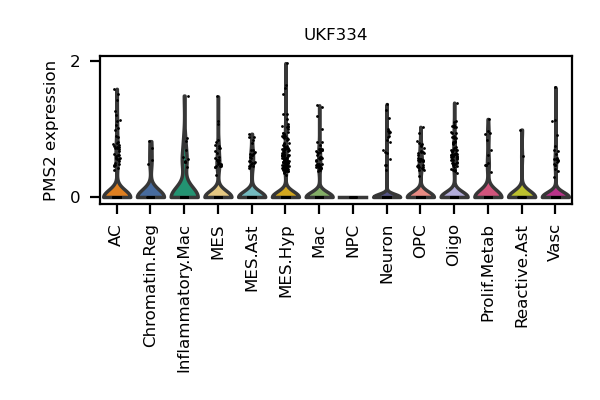 UKF334
PMS2 expression
2
0
AC
Chromatin.Reg
Inflammatory.Mac
MES
MES.Ast
MES.Hyp
Mac
NPC
Neuron
OPC
Oligo
Prolif.Metab
Reactive.Ast
Vasc